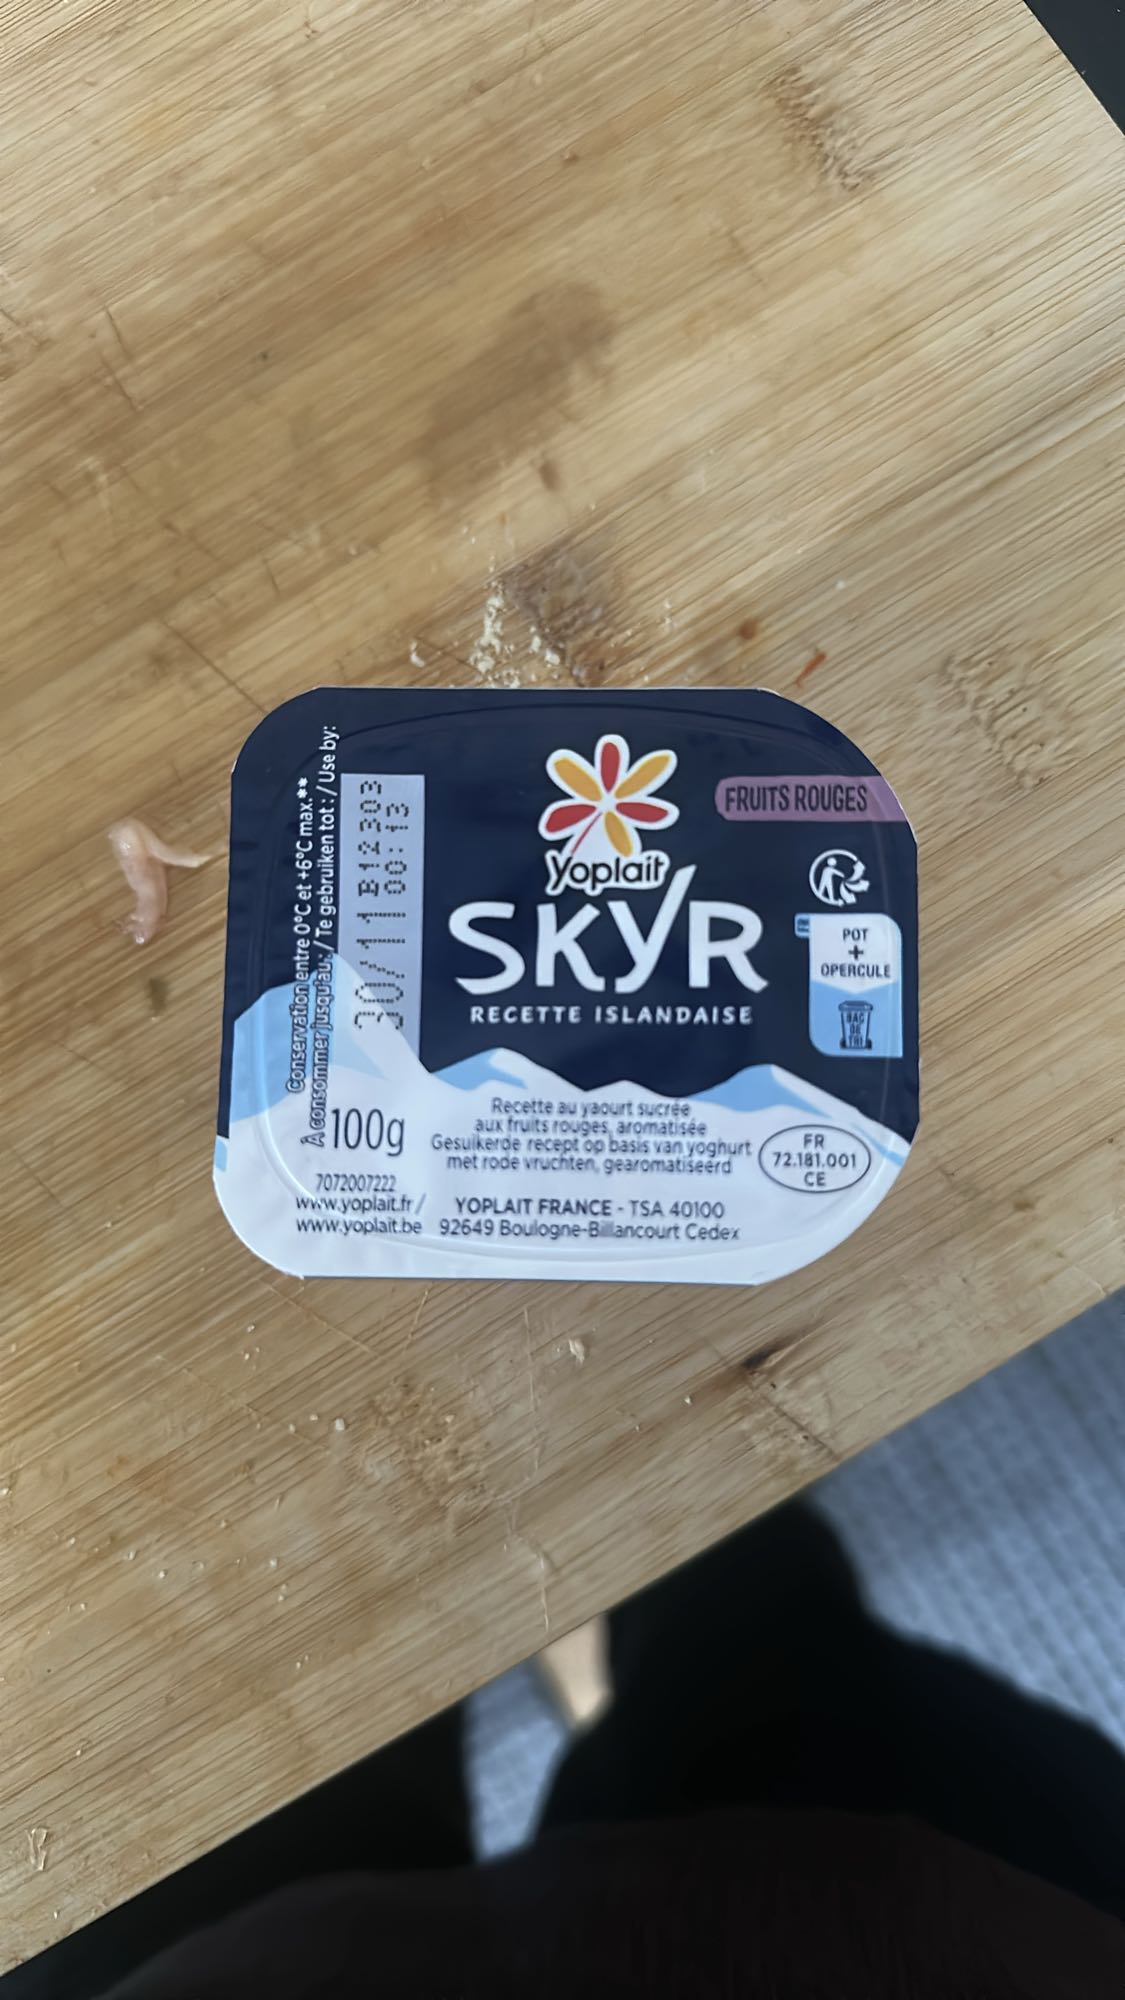 Conservation entre 0°C et +6°C max.**
À consommer jusqu'au : / Te gebruiken tot : / Use by:
30/11 B12303
00:13
Yoplait
FRUITS ROUGES
SKYR
RECETTE ISLANDAISE
POT
+
OPERCULE
BAC
DE
TRI
100g
Recette au yaourt sucrée
aux fruits rouges, aromatisée
Gesuikerde recept op basis van yoghurt
met rode vruchten, gearomatiseerd
FR
72.181.001
CE
7072007222
www.yoplait.fr/
www.yoplait.be
YOPLAIT FRANCE - TSA 40100
92649 Boulogne-Billancourt Cedex